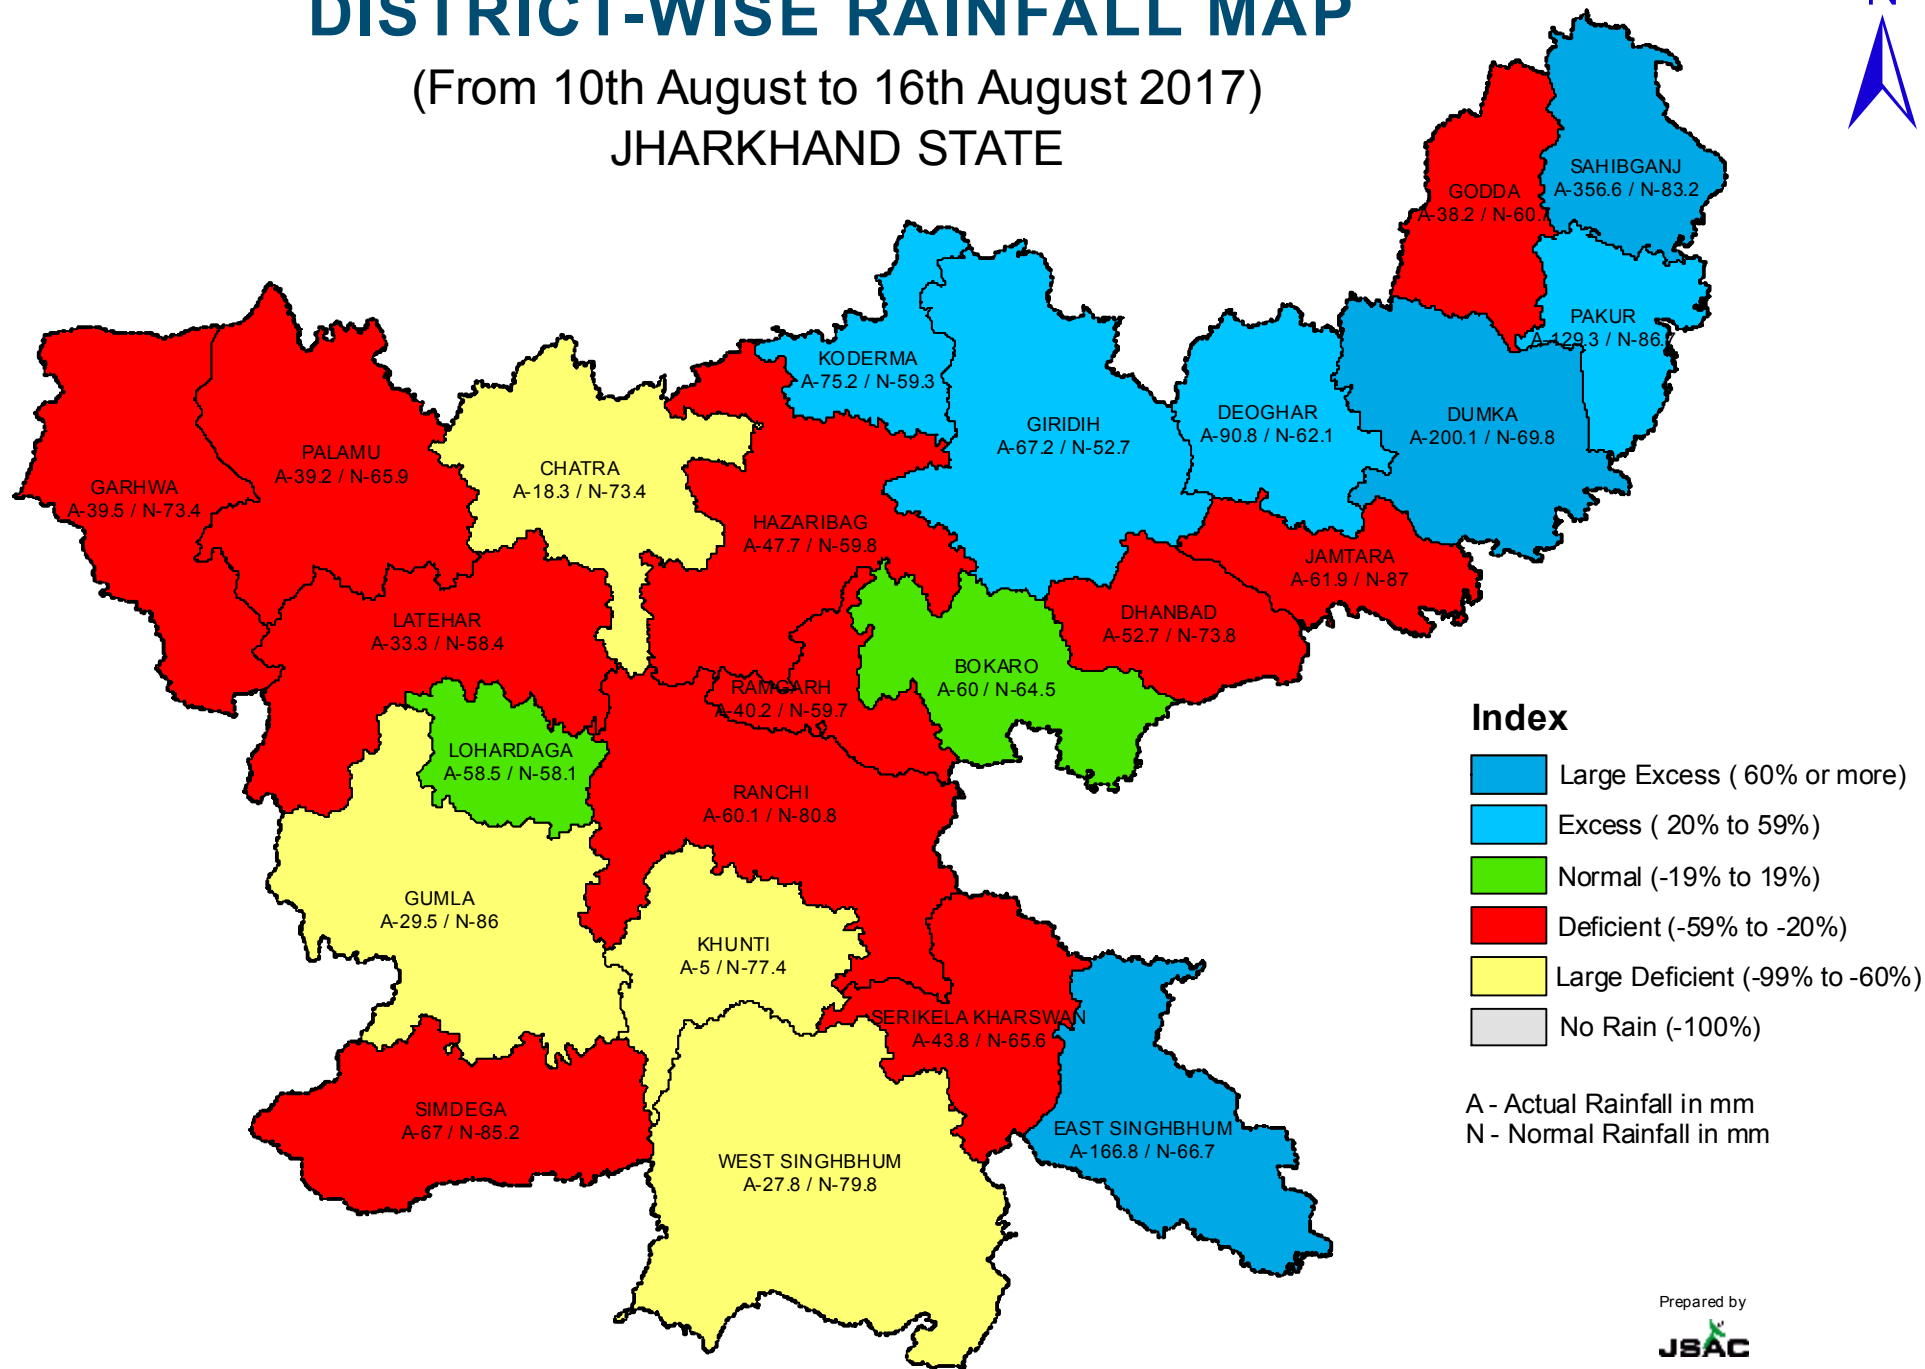 DISTRICT-WISE RAINFALL MAP
(From 10th August to 16th August 2017)
JHARKHAND STATE
N
SAHIBGANJ
A-356.6 / N-83.2
GODDA
A-38.2 / N-60.7
PAKUR
A-129.3 / N-86.7
KODERMA
A-75.2 / N-59.3
GIRIDIH
A-67.2 / N-52.7
DEOGHAR
A-90.8 / N-62.1
DUMKA
A-200.1 / N-69.8
PALAMU
A-39.2 / N-65.9
GARHWA
A-39.5 / N-73.4
CHATRA
A-18.3 / N-73.4
HAZARIBAG
A-47.7 / N-59.8
JAMTARA
A-61.9 / N-87
LATEHAR
A-33.3 / N-58.4
DHANBAD
A-52.7 / N-73.8
BOKARO
A-60 / N-64.5
RAMGARH
A-40.2 / N-59.7
LOHARDAGA
A-58.5 / N-58.1
RANCHI
A-60.1 / N-80.8
GUMLA
A-29.5 / N-86
KHUNTI
A-5 / N-77.4
SERIKELA KHARSWAN
A-43.8 / N-65.6
SIMDEGA
A-67 / N-85.2
EAST SINGHBHUM
A-166.8 / N-66.7
WEST SINGHBHUM
A-27.8 / N-79.8
Index
Large Excess ( 60% or more)
Excess ( 20% to 59%)
Normal (-19% to 19%)
Deficient (-59% to -20%)
Large Deficient (-99% to -60%)
No Rain (-100%)
A - Actual Rainfall in mm
N - Normal Rainfall in mm
Prepared by
JSAC